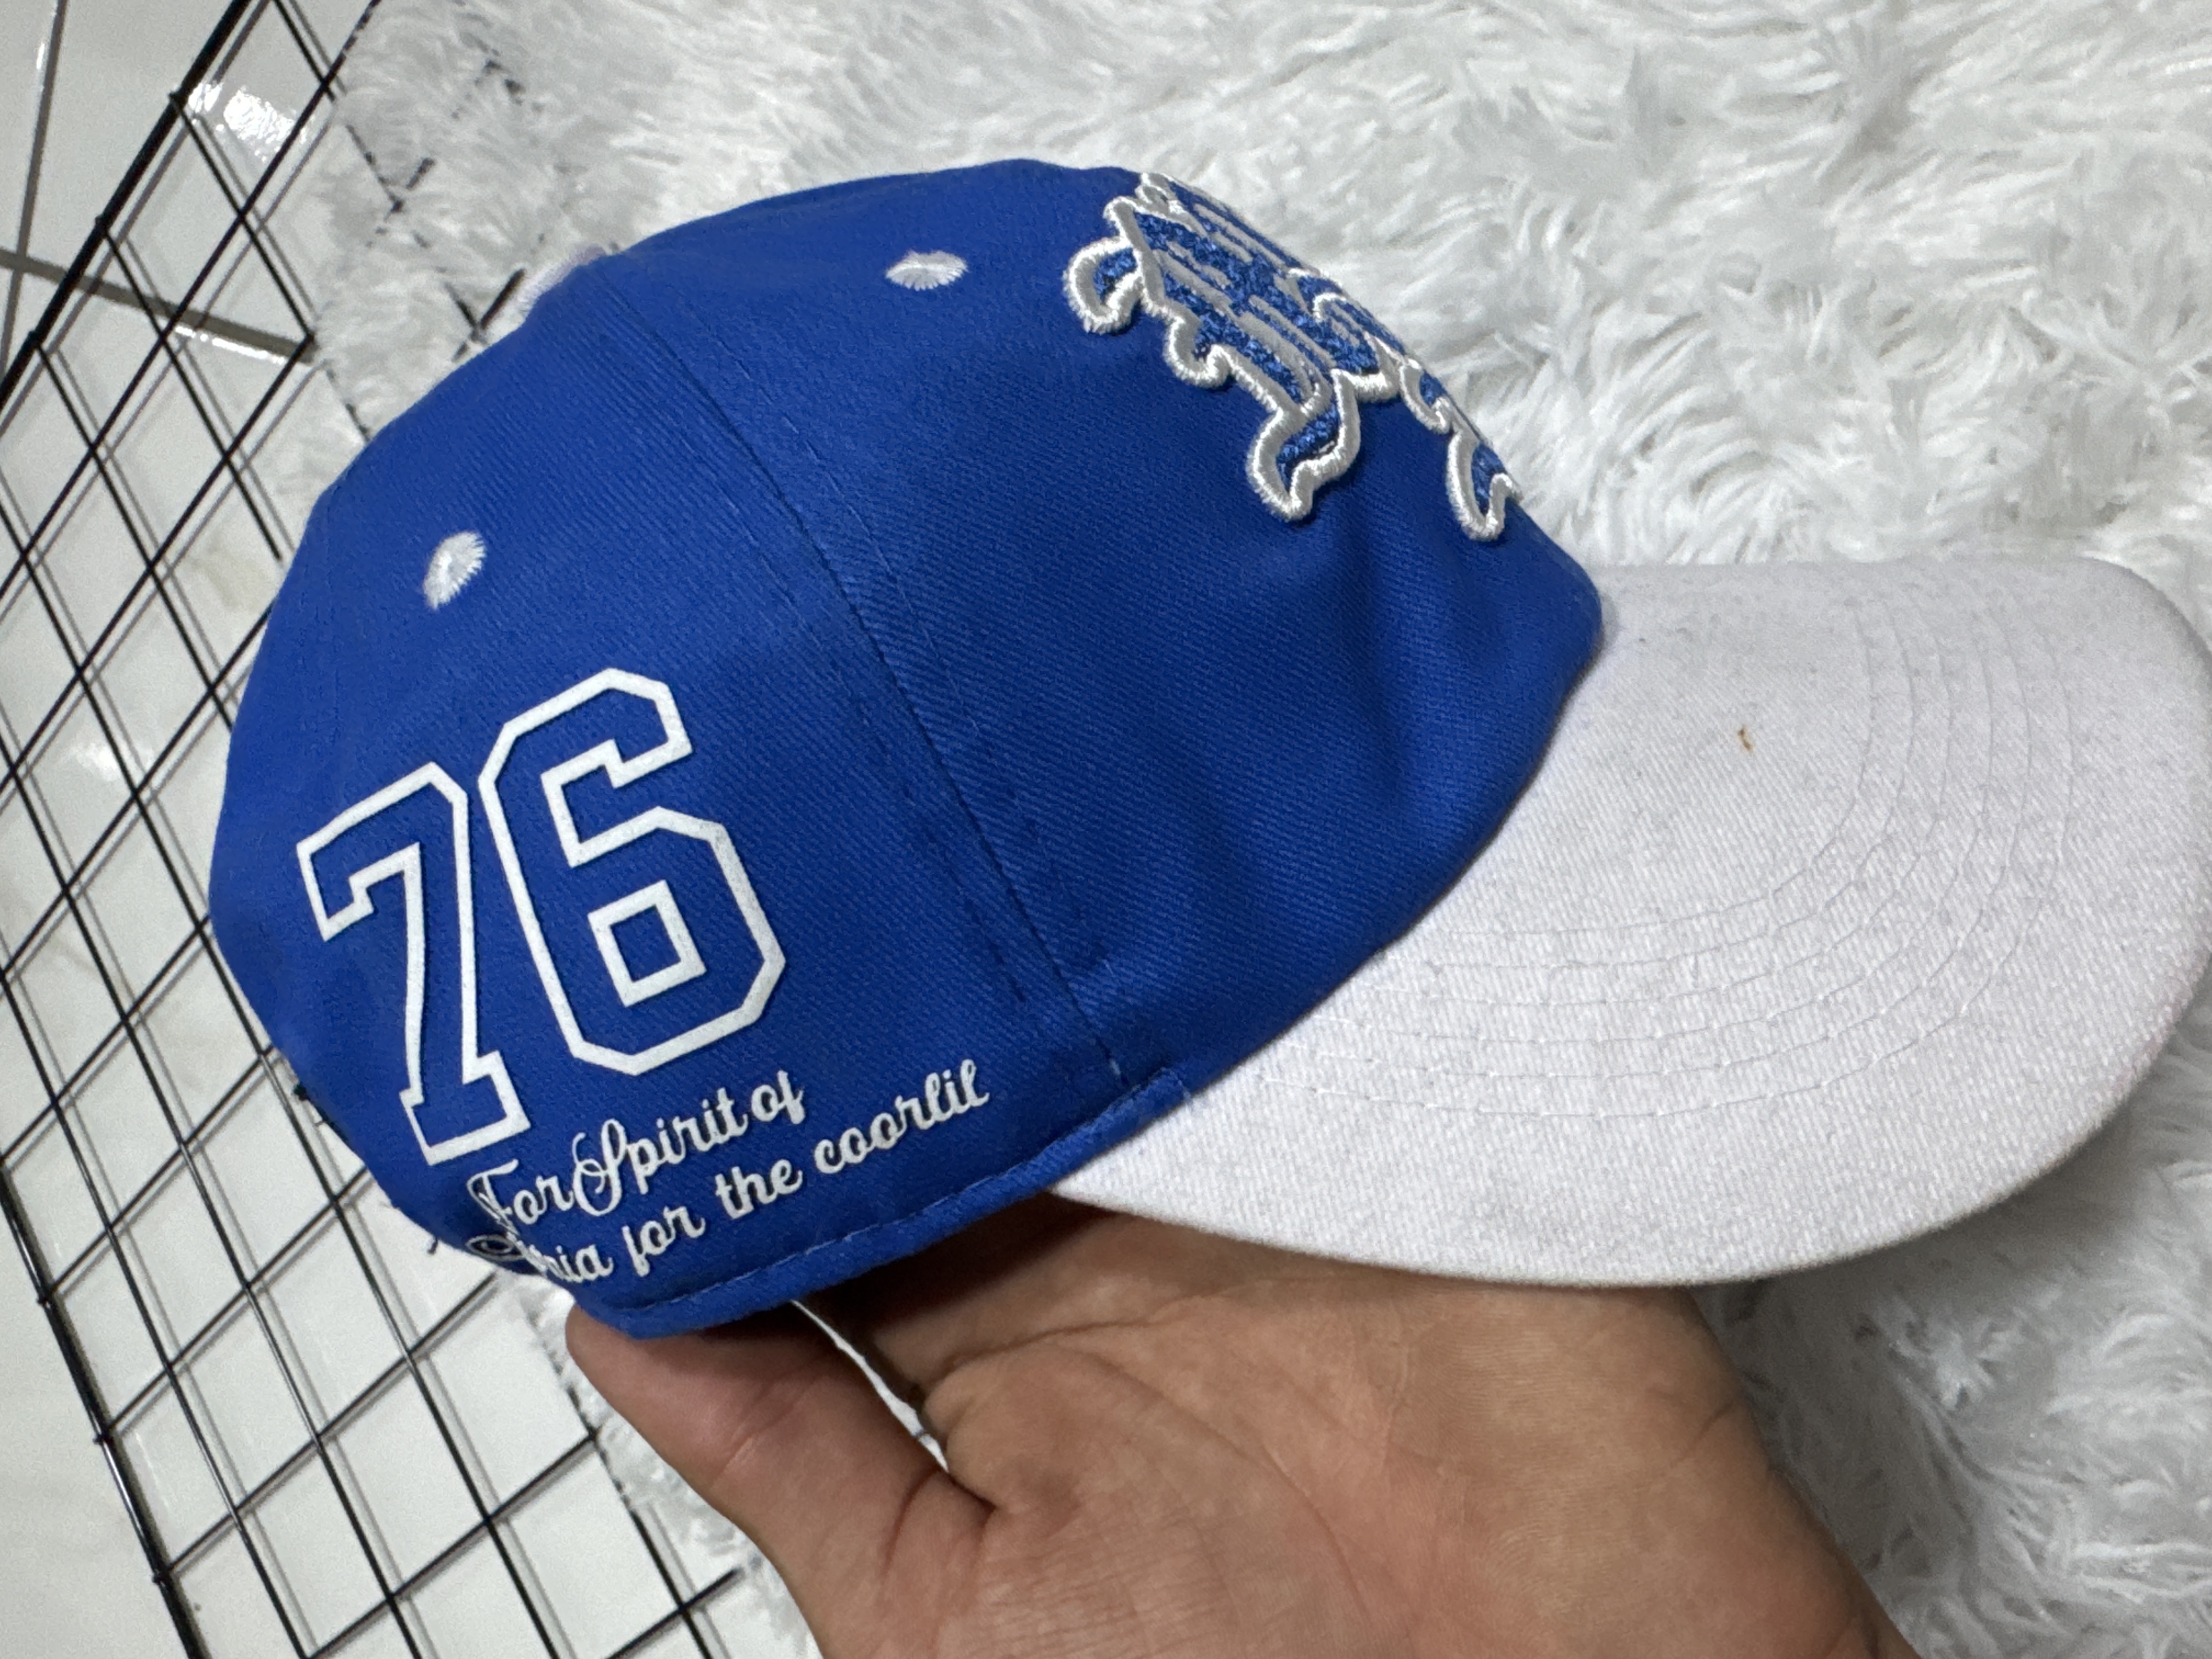 76
For Spirit of
for the coorlil